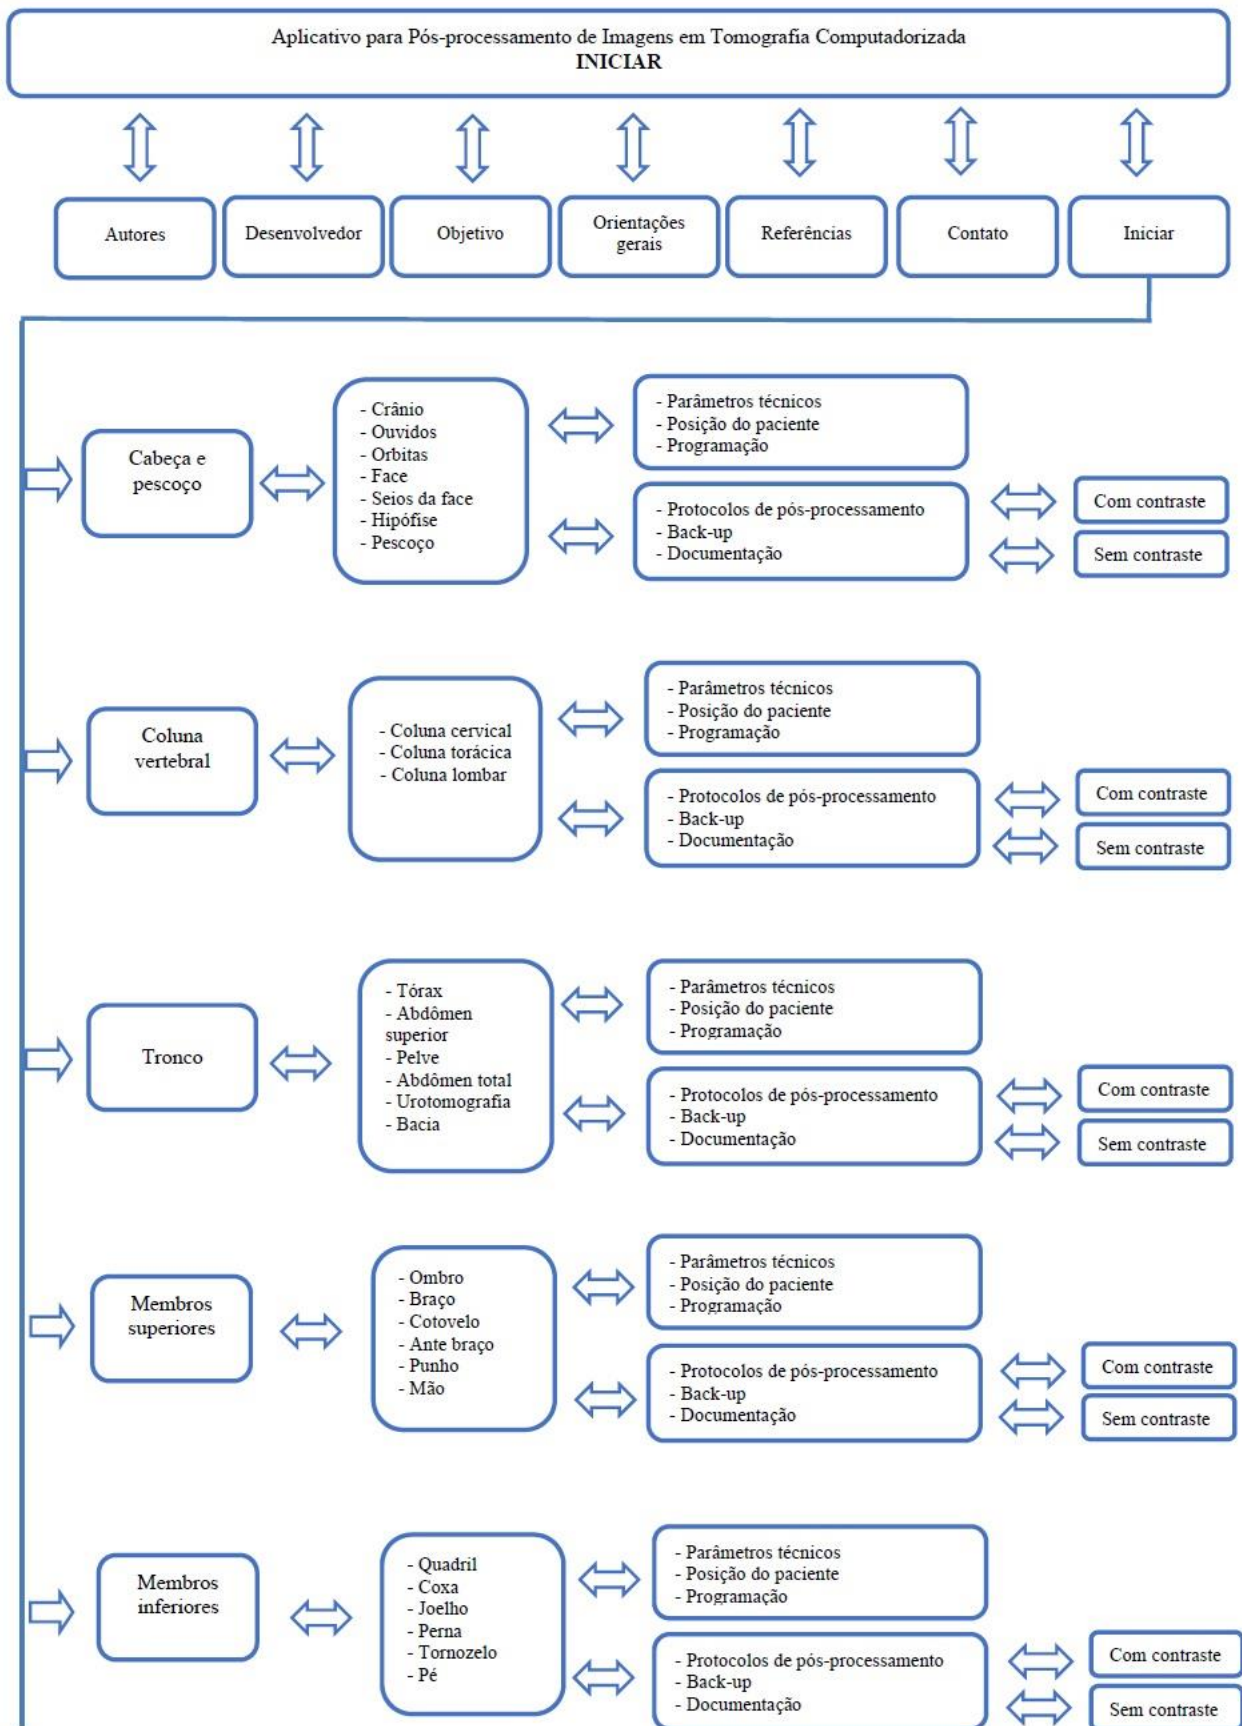 Aplicativo para Pós-processamento de Imagens em Tomografia Computadorizada
INICIAR
Autores
Desenvolvedor
Objetivo
Orientações
gerais
Referências
Contato
Iniciar
Cabeça e
pescoço
- Crânio
- Ouvidos
- Orbitas
- Face
- Seios da face
- Hipófise
- Pescoço
- Parâmetros técnicos
- Posição do paciente
- Programação
- Protocolos de pós-processamento
- Back-up
- Documentação
Com contraste
Sem contraste
Coluna
vertebral
- Coluna cervical
- Coluna torácica
- Coluna lombar
- Parâmetros técnicos
- Posição do paciente
- Programação
- Protocolos de pós-processamento
- Back-up
- Documentação
Com contraste
Sem contraste
Tronco
- Tórax
- Abdômen
superior
- Pelve
- Abdômen total
- Urotomografia
- Bacia
- Parâmetros técnicos
- Posição do paciente
- Programação
- Protocolos de pós-processamento
- Back-up
- Documentação
Com contraste
Sem contraste
Membros
superiores
- Ombro
- Braço
- Cotovelo
- Ante braço
- Punho
- Mão
- Parâmetros técnicos
- Posição do paciente
- Programação
- Protocolos de pós-processamento
- Back-up
- Documentação
Com contraste
Sem contraste
Membros
inferiores
- Quadril
- Coxa
- Joelho
- Perna
- Tornozelo
- Pé
- Parâmetros técnicos
- Posição do paciente
- Programação
- Protocolos de pós-processamento
- Back-up
- Documentação
Com contraste
Sem contraste